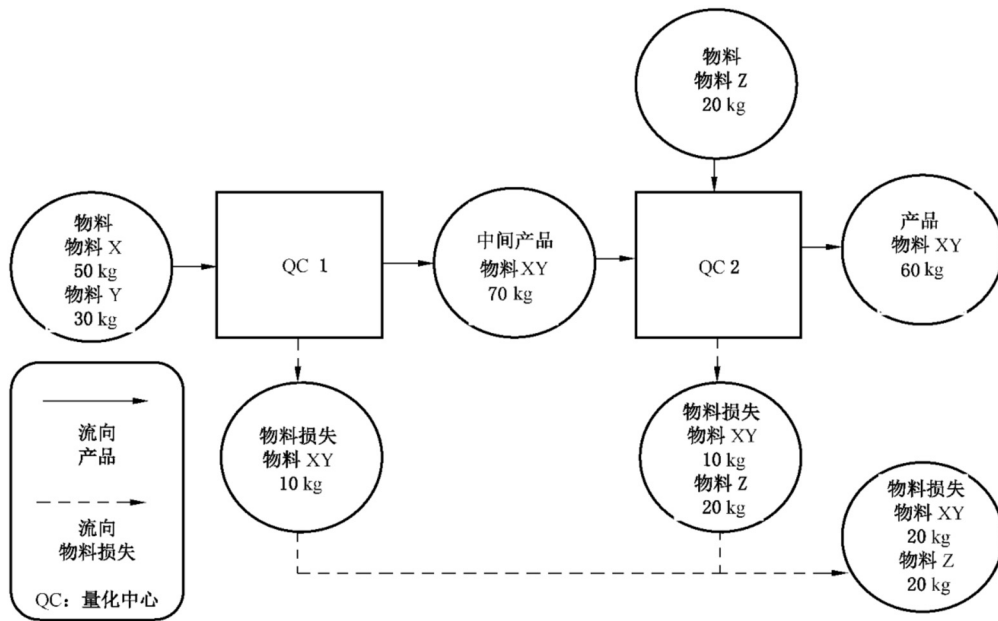 物料
物料 Z
20 kg
物料
物料 X
50 kg
物料 Y
30 kg
QC 1
中间产品
物料 XY
70 kg
QC 2
产品
物料 XY
60 kg
物料损失
物料 XY
10 kg
物料损失
物料 XY
10 kg
物料 Z
20 kg
物料损失
物料 XY
20 kg
物料 Z
20 kg
流向
产品
流向
物料损失
QC：量化中心